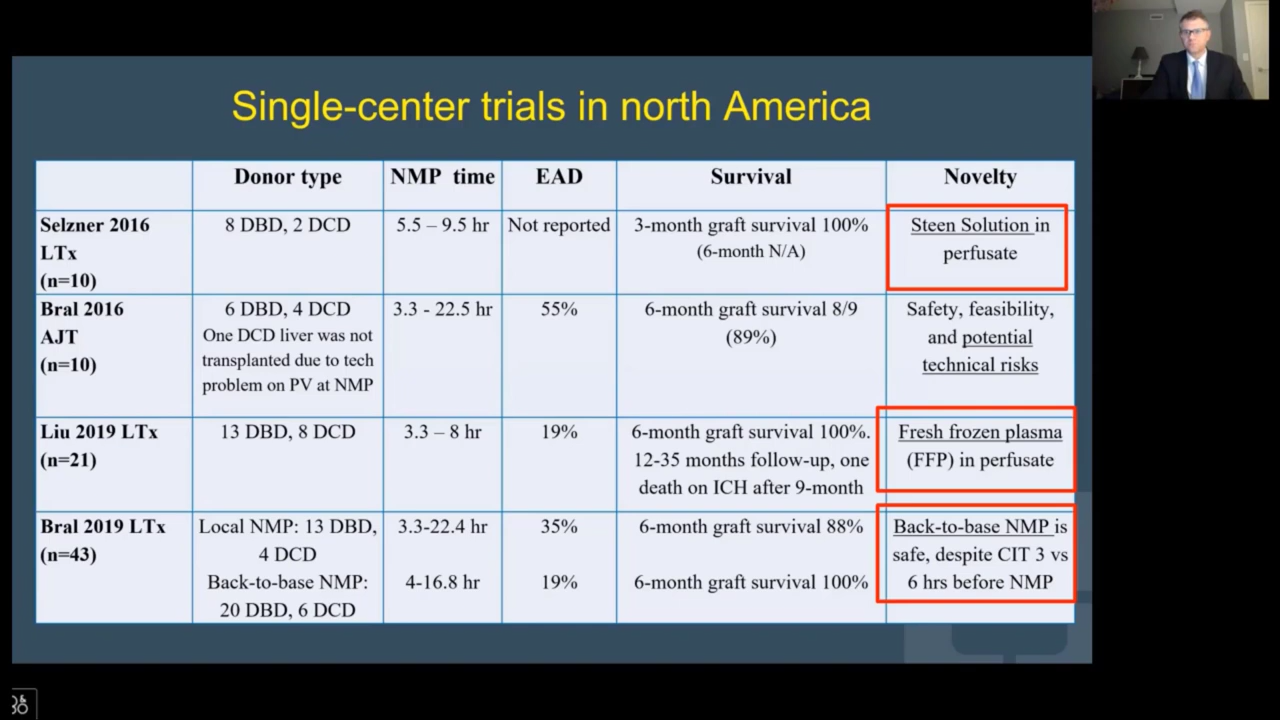 Single-center trials in north America
Donor type
NMP time
EAD
Survival
Novelty
Selzner 2016
LTx
(n=10)
8 DBD, 2 DCD
5.5 – 9.5 hr
Not reported
3-month graft survival 100%
(6-month N/A)
Steen Solution in
perfusate
Bral 2016
AJT
(n=10)
6 DBD, 4 DCD
One DCD liver was not
transplanted due to tech
problem on PV at NMP
3.3 - 22.5 hr
55%
6-month graft survival 8/9
(89%)
Safety, feasibility,
and potential
technical risks
Liu 2019 LTx
(n=21)
13 DBD, 8 DCD
3.3 – 8 hr
19%
6-month graft survival 100%.
12-35 months follow-up, one
death on ICH after 9-month
Fresh frozen plasma
(FFP) in perfusate
Bral 2019 LTx
(n=43)
Local NMP: 13 DBD,
4 DCD
Back-to-base NMP:
20 DBD, 6 DCD
3.3-22.4 hr
4-16.8 hr
35%
19%
6-month graft survival 88%
6-month graft survival 100%
Back-to-base NMP is
safe, despite CIT 3 vs
6 hrs before NMP